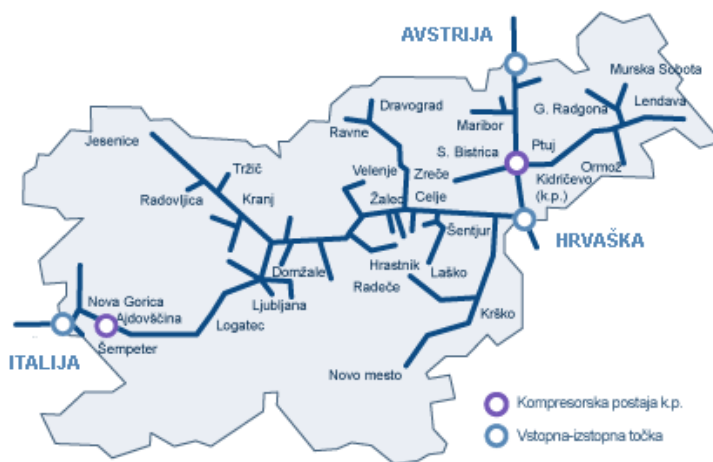 AVSTRIJA
Murska Sobota
Dravograd
G. Radgona
Lendava
Maribor
Ravne
Jesenice
S. Bistrica
Ptuj
Tržič
Velenje
Zreče
Ormož
Kidričevo
(k.p.)
Radovljica
Kranj
Žalec
Celje
Šentjur
HRVAŠKA
Domžale
Hrastnik
Laško
Radeče
Nova Gorica
Ljubljana
Ajdovščina
Logatec
Krško
Šempeter
ITALIJA
Novo mesto
Kompresorska postaja k.p.
Vstopna-izstopna točka